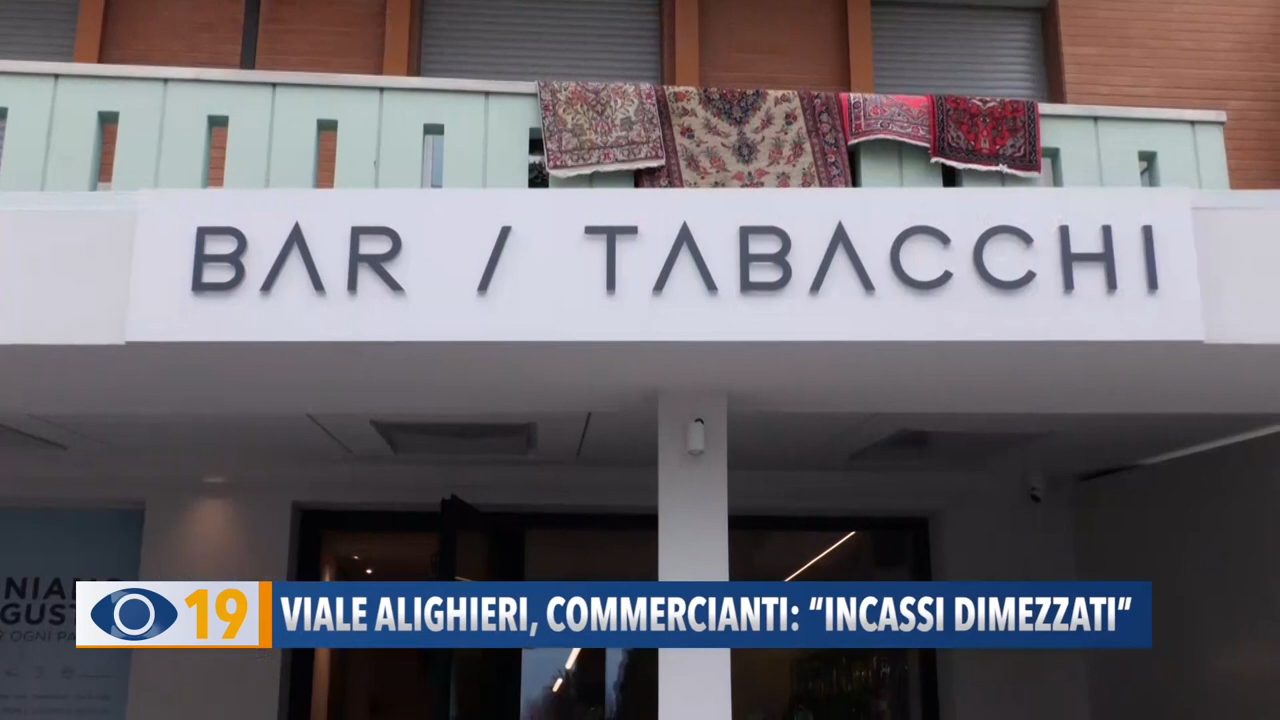 BAR / TABACCHI
19
VIALE ALIGHIERI, COMMERCIANTI: “INCASSI DIMEZZATI”